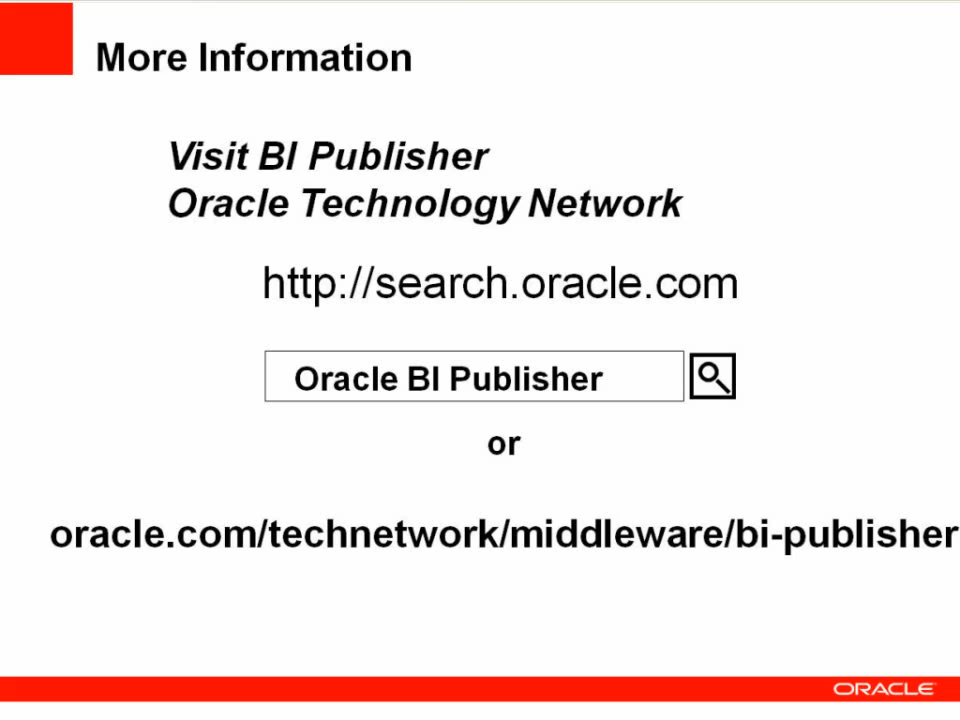 More Information
Visit BI Publisher
Oracle Technology Network
http://search.oracle.com
Oracle BI Publisher
or
oracle.com/technetwork/middleware/bi-publisher
ORACLE